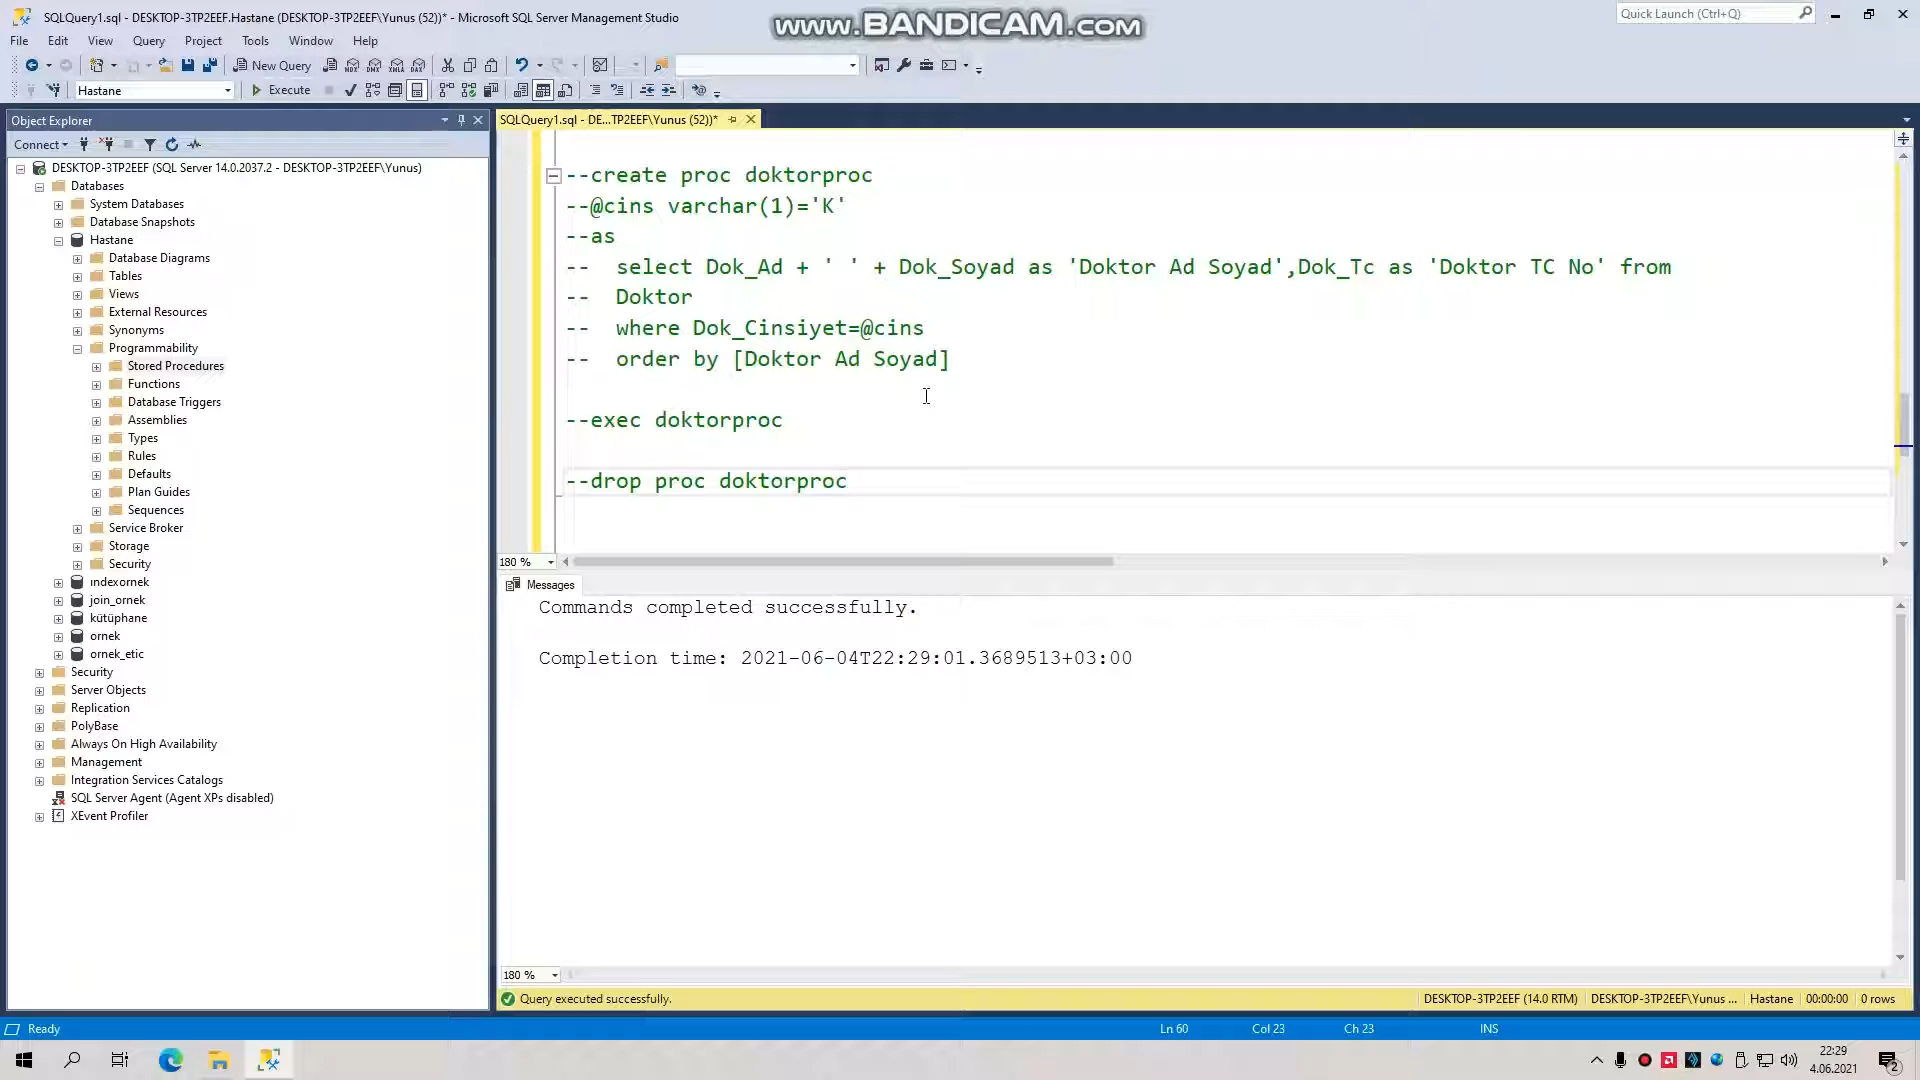 SQLQuery1.sql - DESKTOP-3TP2EEF.Hastane (DESKTOP-3TP2EEF\Yunus (52))* - Microsoft SQL Server Management Studio
www.BANDICAM.com
Quick Launch (Ctrl+Q)
File Edit View Query Project Tools Window Help
New Query
Hastane Execute
Object Explorer
SQLQuery1.sql - DE...TP2EEF\Yunus (52))*
Connect
DESKTOP-3TP2EEF (SQL Server 14.0.2037.2 - DESKTOP-3TP2EEF\Yunus)
Databases
System Databases
Database Snapshots
Hastane
Database Diagrams
Tables
Views
External Resources
Synonyms
Programmability
Stored Procedures
Functions
Database Triggers
Assemblies
Types
Rules
Defaults
Plan Guides
Sequences
Service Broker
Storage
Security
ındexornek
join_ornek
kütüphane
ornek
ornek_etic
Security
Server Objects
Replication
PolyBase
Always On High Availability
Management
Integration Services Catalogs
SQL Server Agent (Agent XPs disabled)
XEvent Profiler
--create proc doktorproc
--@cins varchar(1)='K'
--as
-- select Dok_Ad + ' ' + Dok_Soyad as 'Doktor Ad Soyad',Dok_Tc as 'Doktor TC No' from
-- Doktor
-- where Dok_Cinsiyet=@cins
-- order by [Doktor Ad Soyad]
--exec doktorproc
--drop proc doktorproc
180 %
Messages
Commands completed successfully.
Completion time: 2021-06-04T22:29:01.3689513+03:00
180 %
Query executed successfully. DESKTOP-3TP2EEF (14.0 RTM) DESKTOP-3TP2EEF\Yunus ... Hastane 00:00:00 0 rows
Ready Ln 60 Col 23 Ch 23 INS
22:29
4.06.2021
2